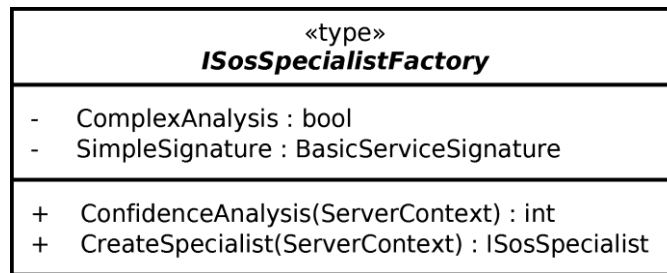 «type»
ISosSpecialistFactory
- ComplexAnalysis : bool
- SimpleSignature : BasicServiceSignature
+ ConfidenceAnalysis(ServerContext) : int
+ CreateSpecialist(ServerContext) : ISosSpecialist